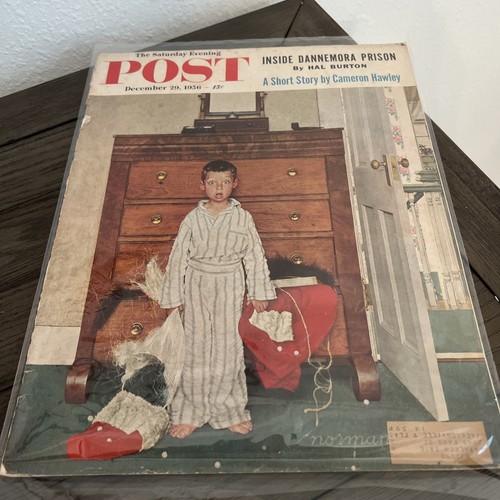 The Saturday Evening
POST
December 29, 1956 – 15¢
INSIDE DANNEMORA PRISON
By HAL BURTON
A Short Story by Cameron Hawley
norman